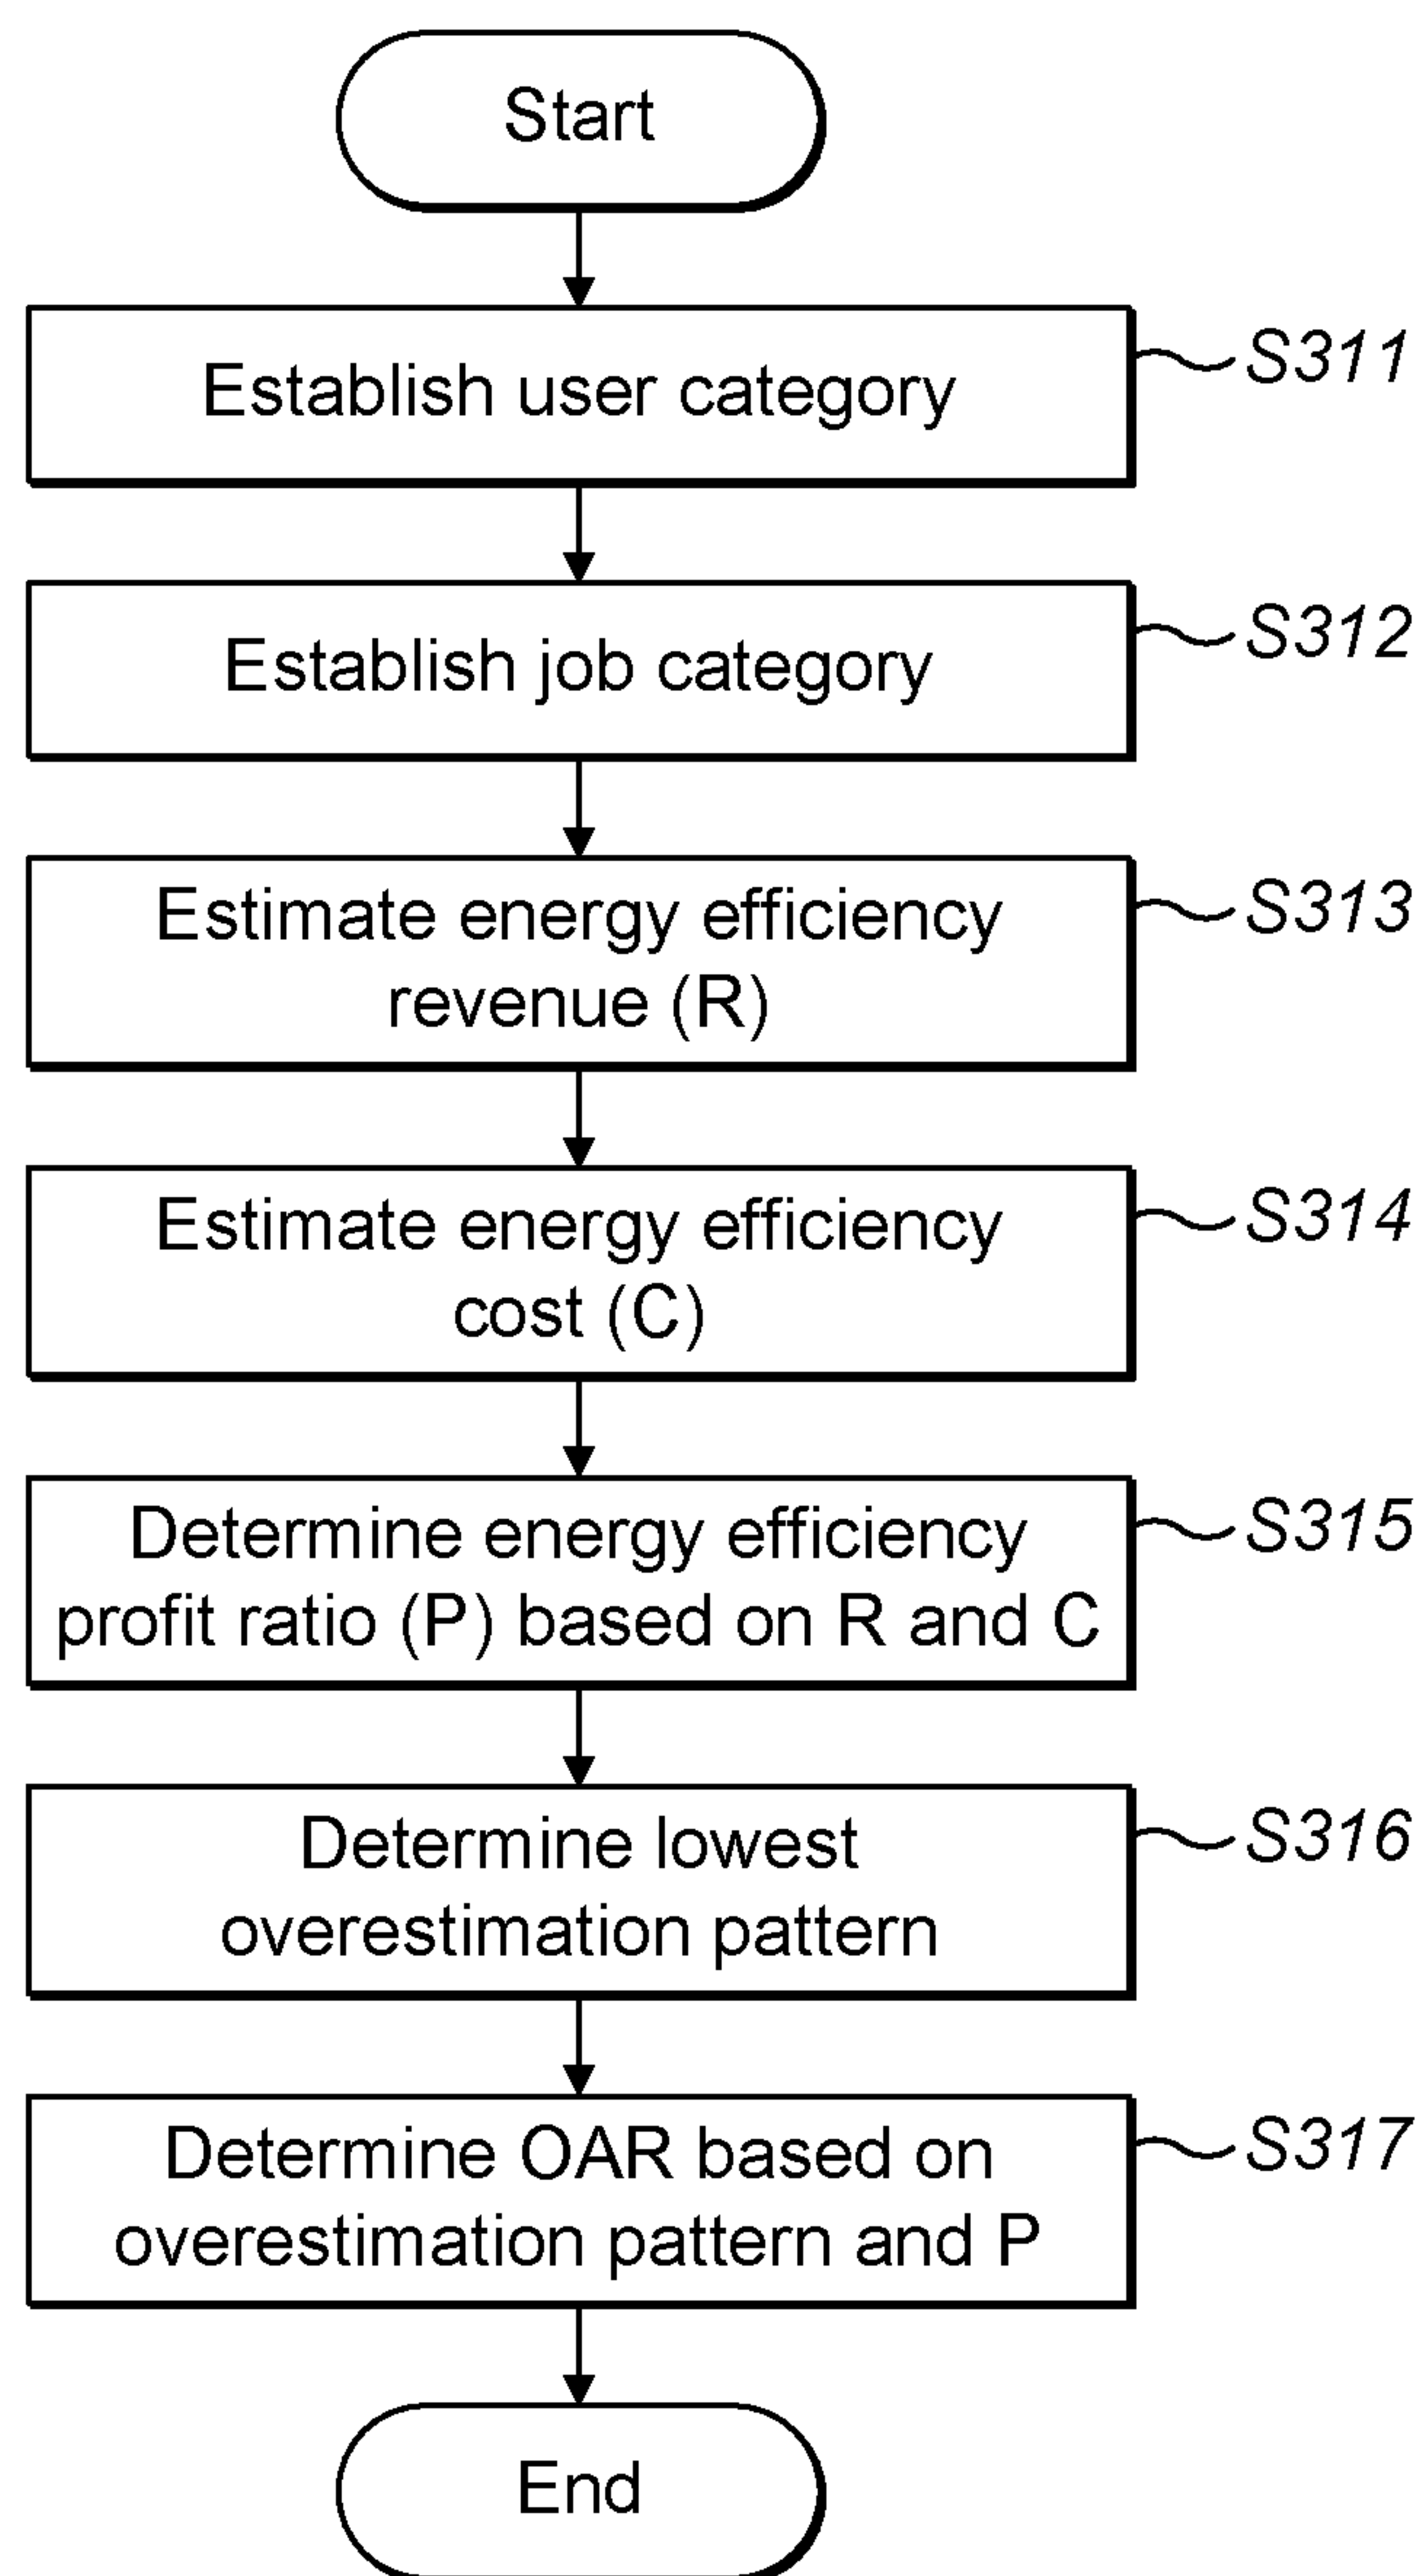 Start
Establish user category
S311
Establish job category
S312
Estimate energy efficiency
revenue (R)
S313
Estimate energy efficiency
cost (C)
S314
Determine energy efficiency
profit ratio (P) based on R and C
S315
Determine lowest
overestimation pattern
S316
Determine OAR based on
overestimation pattern and P
S317
End